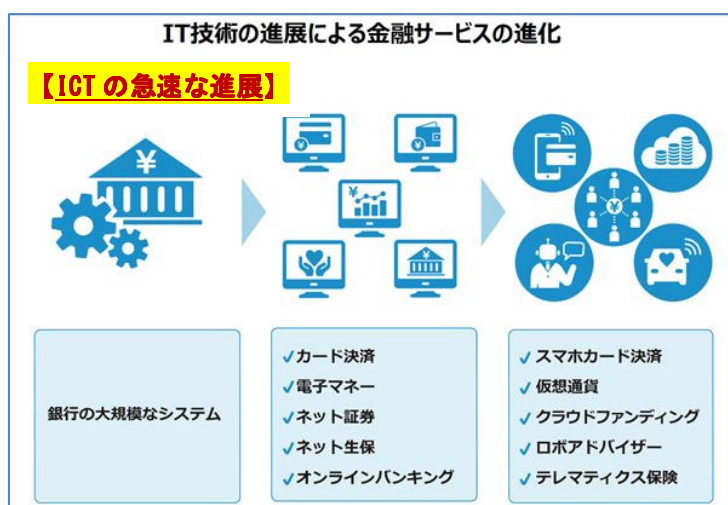 IT技術の進展による金融サービスの進化
【ICTの急速な進展】
¥
¥
¥
¥
¥
¥
銀行の大規模なシステム
✓カード決済
✓電子マネー
✓ネット証券
✓ネット生保
✓オンラインバンキング
✓スマホカード決済
✓仮想通貨
✓クラウドファンディング
✓ロボアドバイザー
✓テレマティクス保険